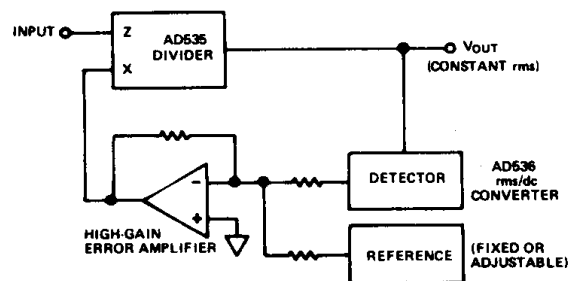 INPUT
Z
X
AD535
DIVIDER
VOUT
(CONSTANT rms)
DETECTOR
AD536
rms/dc
CONVERTER
-
+
HIGH-GAIN
ERROR AMPLIFIER
REFERENCE
(FIXED OR
ADJUSTABLE)